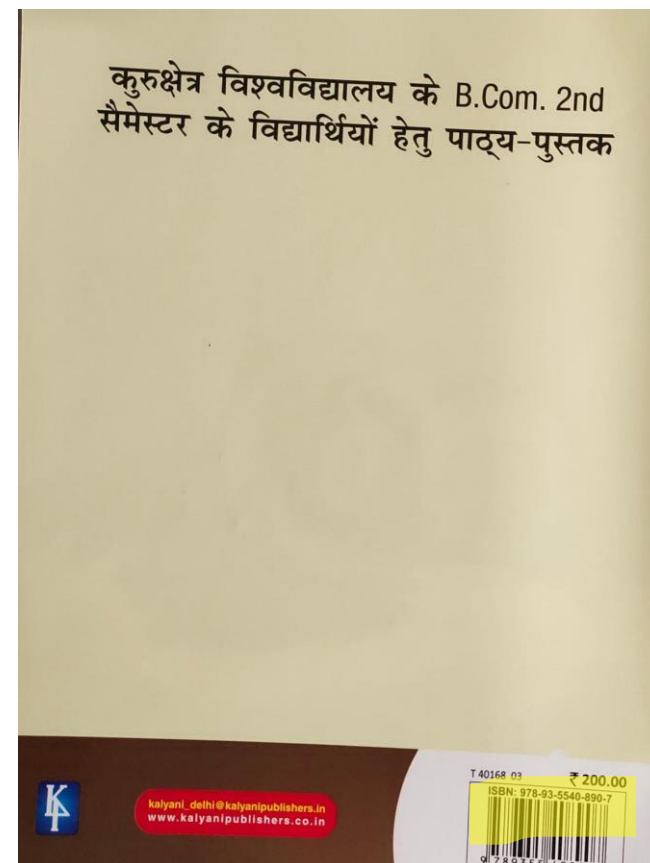 कुरुक्षेत्र विश्वविद्यालय के B.Com. 2nd
सैमेस्टर के विद्यार्थियों हेतु पाठ्य-पुस्तक
T 40168 03 ₹ 200.00
ISBN: 978-93-5540-890-7
kalyani_delhi@kalyanipublishers.in
www.kalyanipublishers.co.in